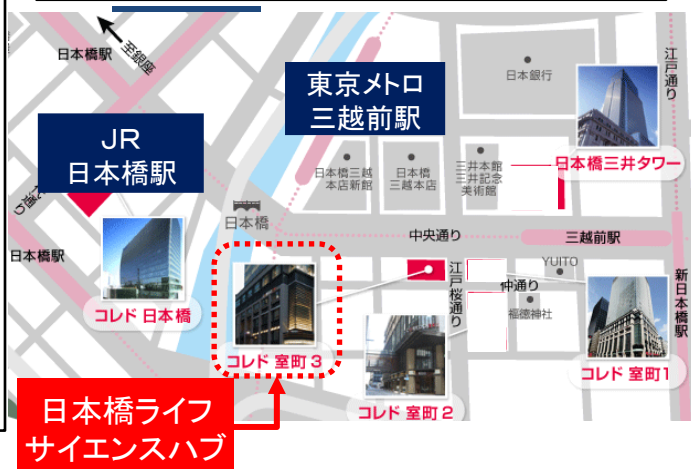 日本橋駅
至銀座
東京メトロ
三越前駅
日本銀行
江戸通り
JR
日本橋駅
日本橋三越
本店新館
日本橋
三越本店
三井本館
三井記念
美術館
日本橋三井タワー
日本橋
中央通り
三越前駅
日本橋駅
コレド 日本橋
コレド 室町3
江戸桜通り
YUITO
仲通り
福徳神社
新日本橋駅
コレド 室町2
コレド 室町1
日本橋ライフ
サイエンスハブ